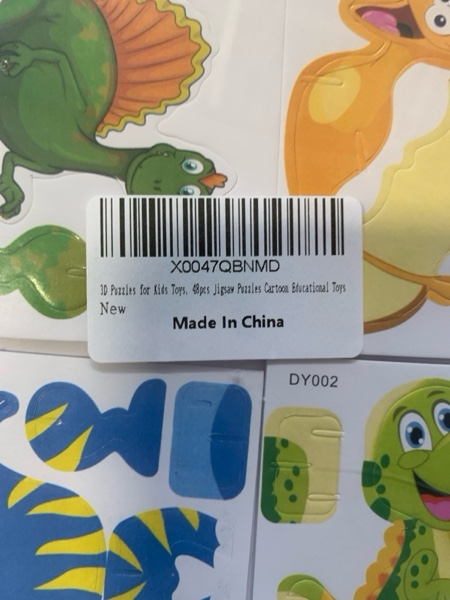 X0047QBNMD
3D Puzzles for Kids Toys, 48pcs Jigsaw Puzzles Cartoon Educational Toys
New
Made In China
DY002